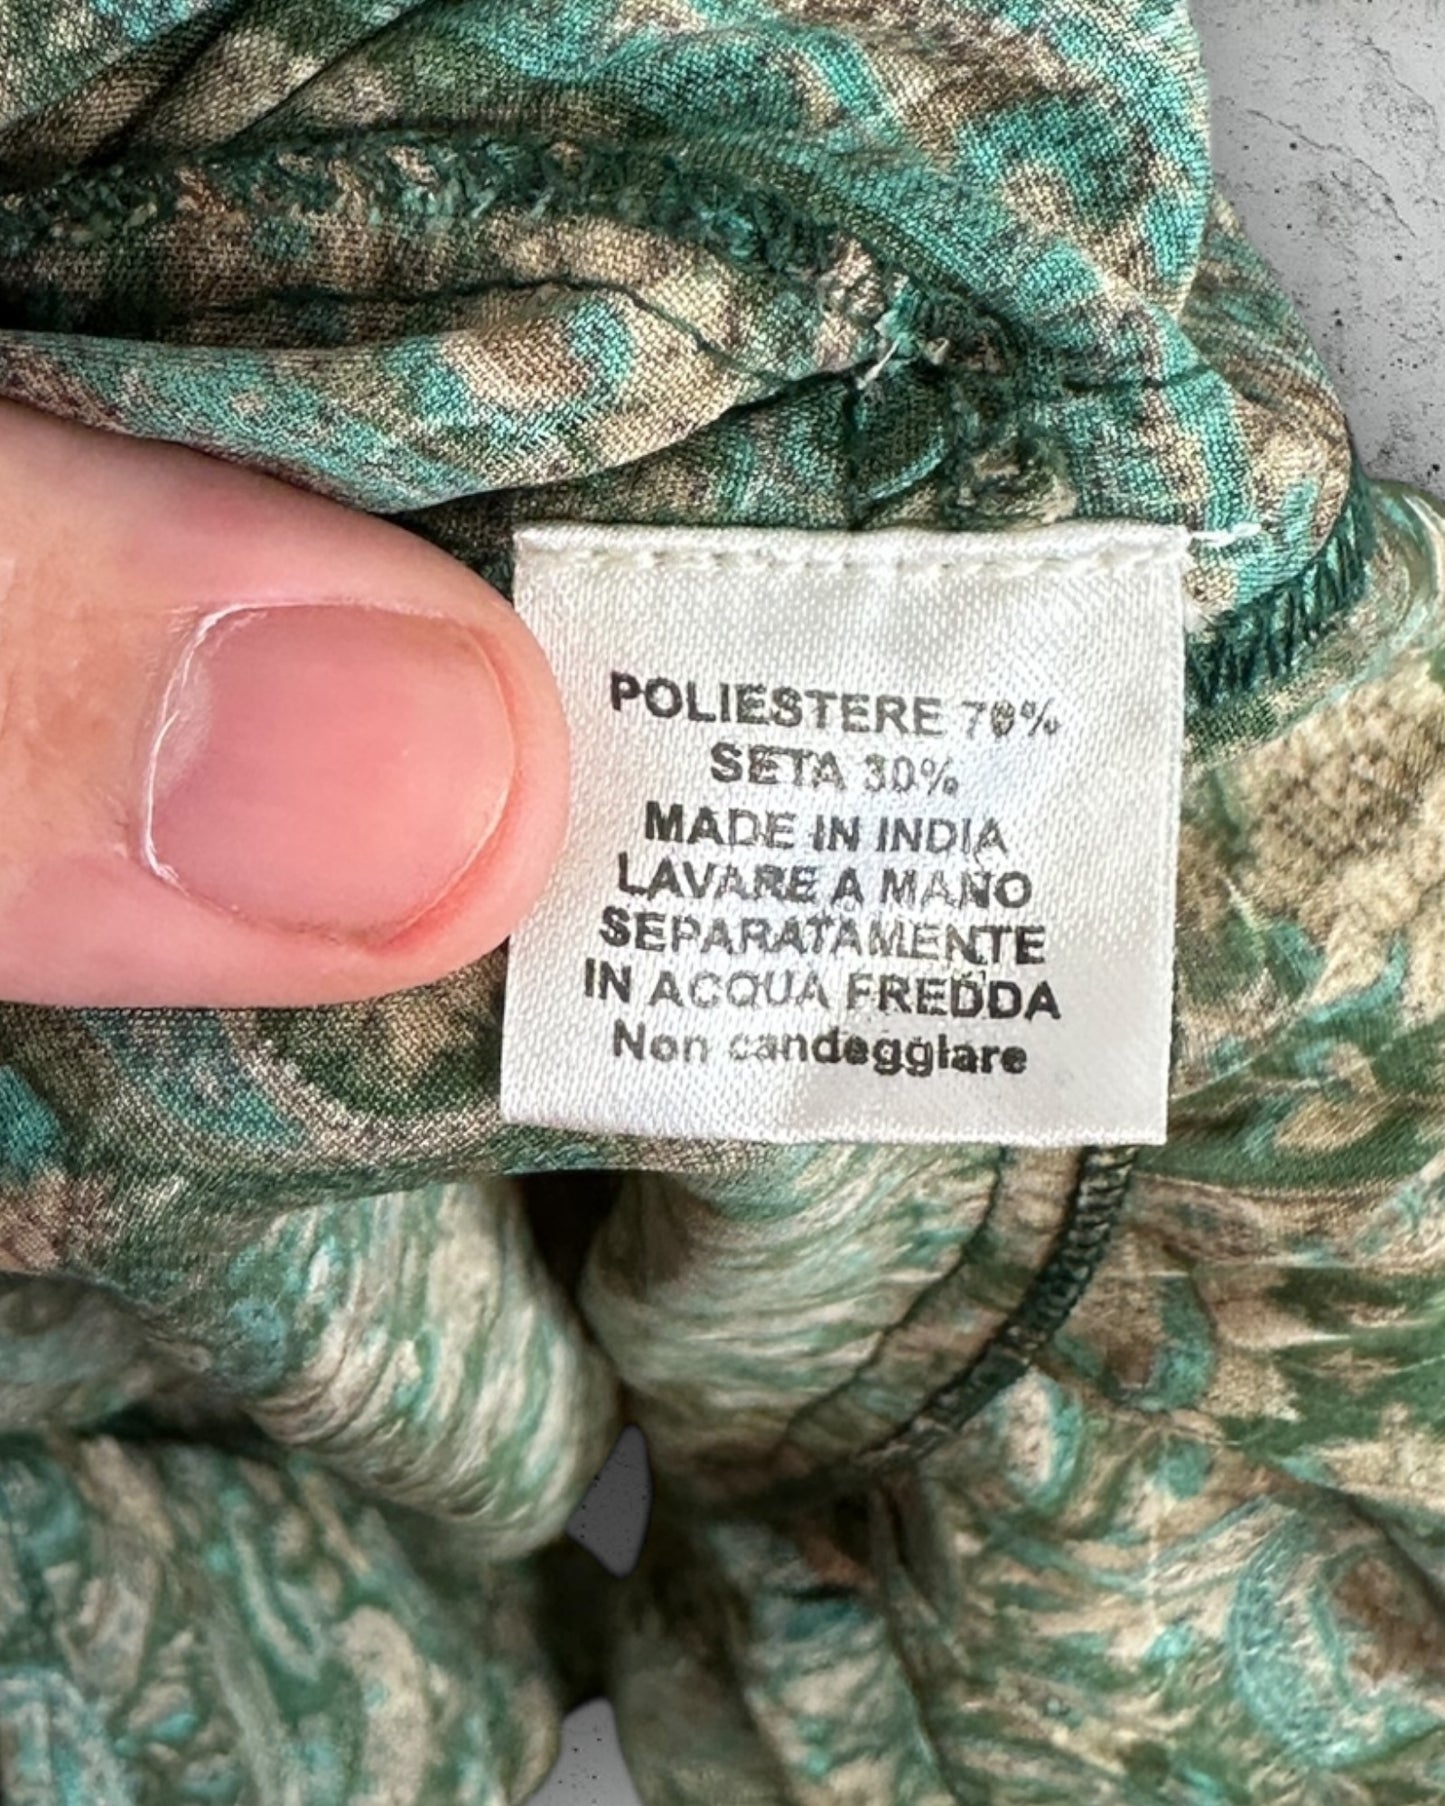 POLIESTERE 70%
SETA 30%
MADE IN INDIA
LAVARE A MANO
SEPARATAMENTE
IN ACQUA FREDDA
Non candeggiare